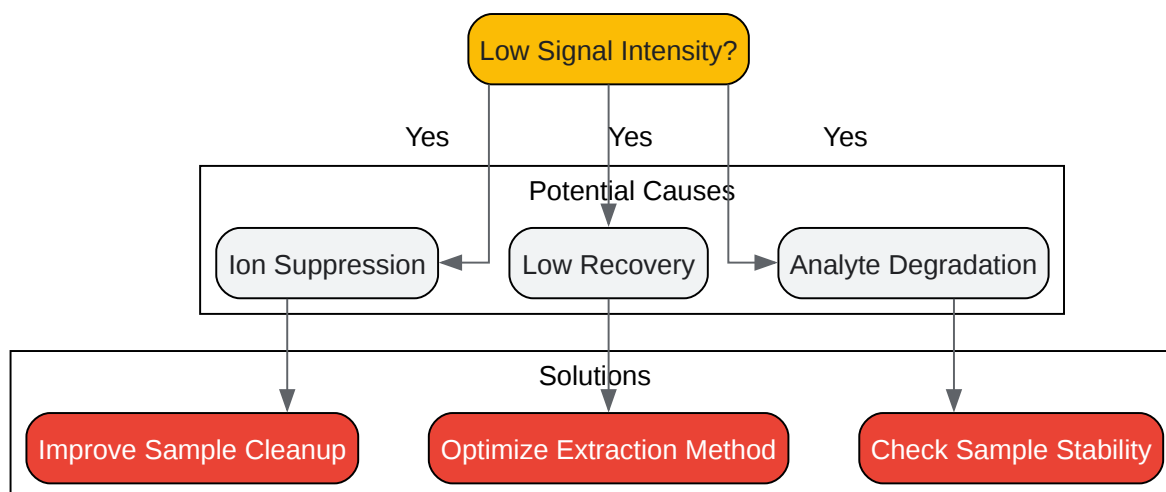 Low Signal Intensity?
Yes
Yes
Yes
Potential Causes
Ion Suppression
Low Recovery
Analyte Degradation
Solutions
Improve Sample Cleanup
Optimize Extraction Method
Check Sample Stability